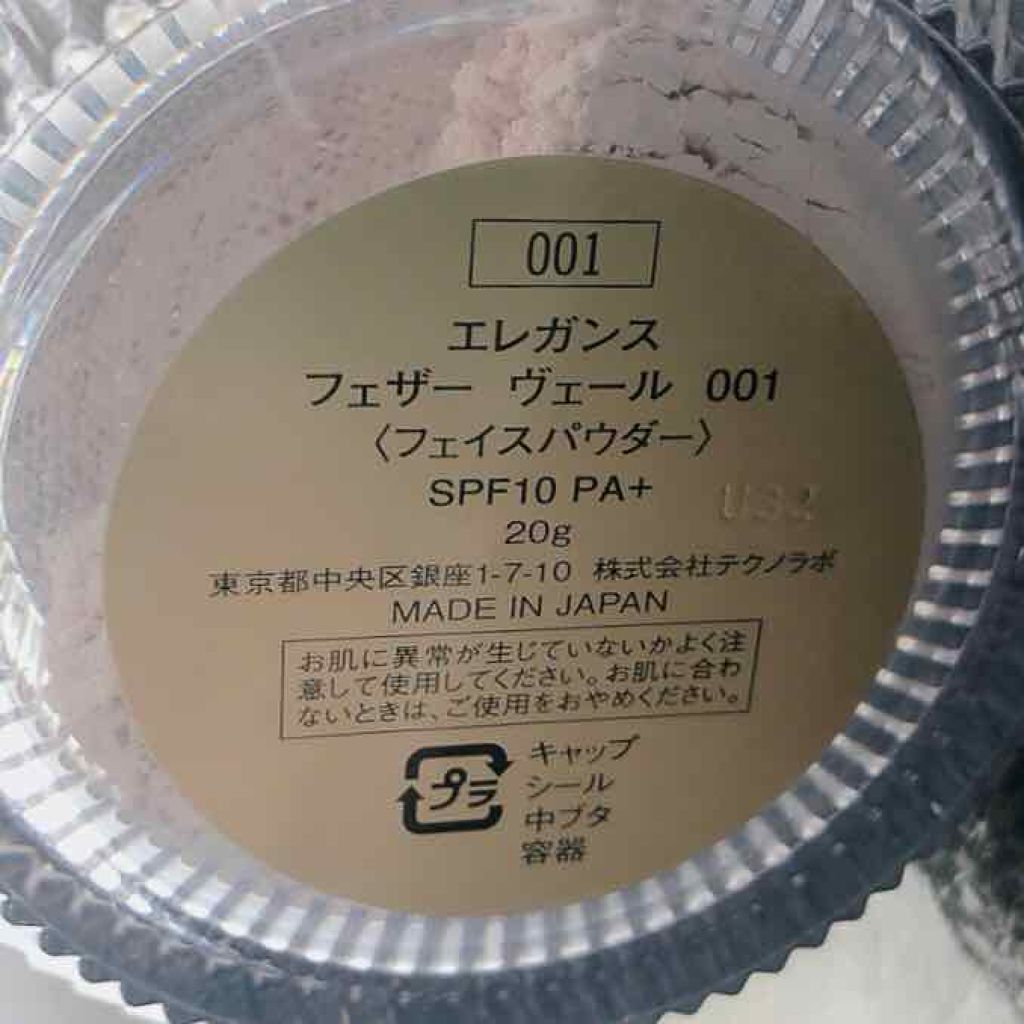 001
エレガンス
フェザー ヴェール 001
〈フェイスパウダー〉
SPF10 PA+
20g
東京都中央区銀座1-7-10 株式会社テクノラボ
MADE IN JAPAN
お肌に異常が生じていないかよく注
意して使用してください。お肌に合わ
ないときは、ご使用をおやめください。
プラ
キャップ
シール
中ブタ
容器